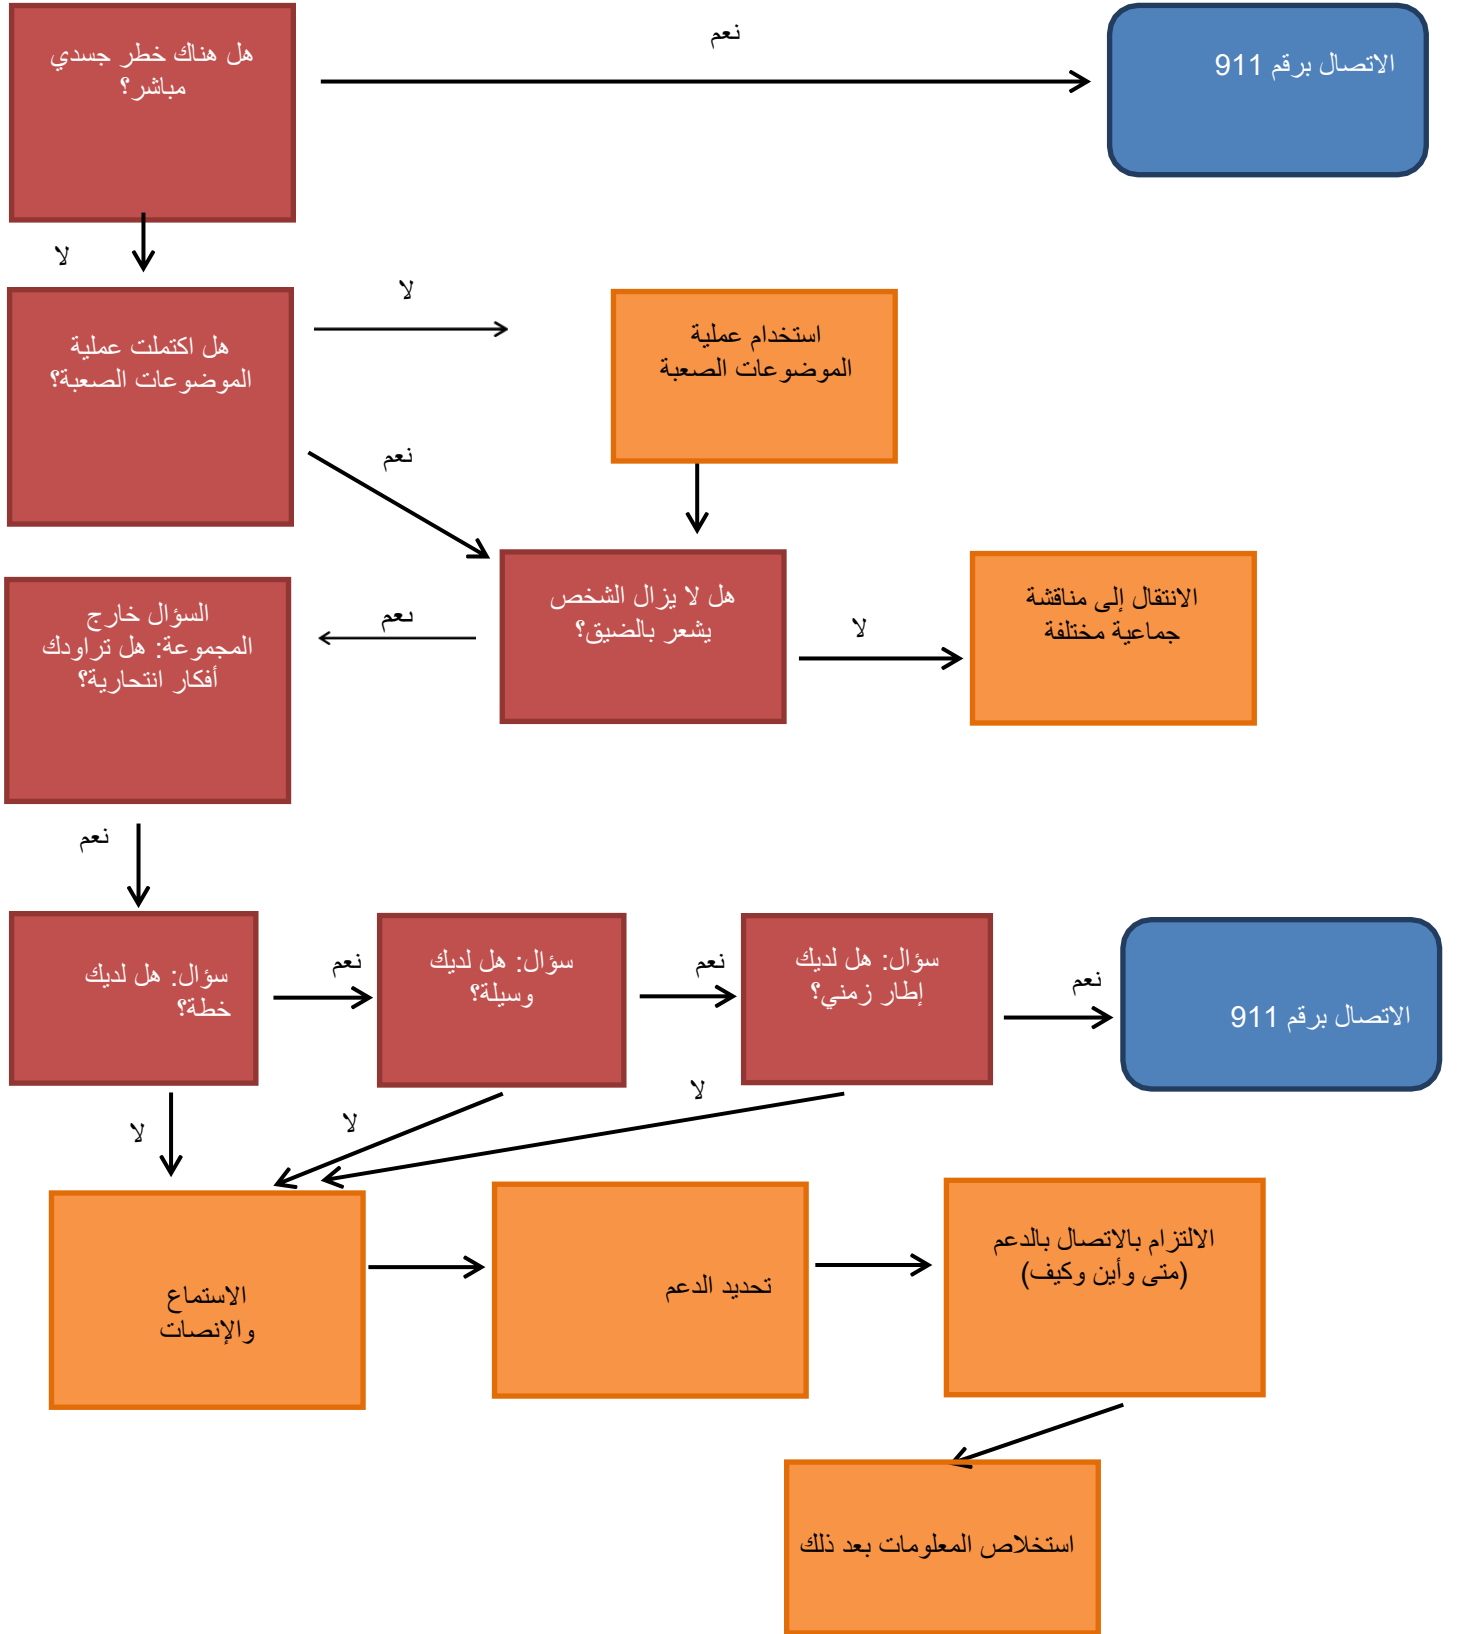 هل هناك خطر جسدي
مباشر؟
نعم
الاتصال برقم 911
لا
هل اكتملت عملية
الموضوعات الصعبة؟
لا
استخدام عملية
الموضوعات الصعبة
نعم
هل لا يزال الشخص
يشعر بالضيق؟
لا
الانتقال إلى مناقشة
جماعية مختلفة
نعم
السؤال خارج
المجموعة: هل تراودك
أفكار انتحارية؟
نعم
سؤال: هل لديك
خطة؟
نعم
سؤال: هل لديك
وسيلة؟
نعم
سؤال: هل لديك
إطار زمني؟
نعم
الاتصال برقم 911
لا
لا
لا
الاستماع
والإنصات
تحديد الدعم
الالتزام بالاتصال بالدعم
(متى وأين وكيف)
استخلاص المعلومات بعد ذلك